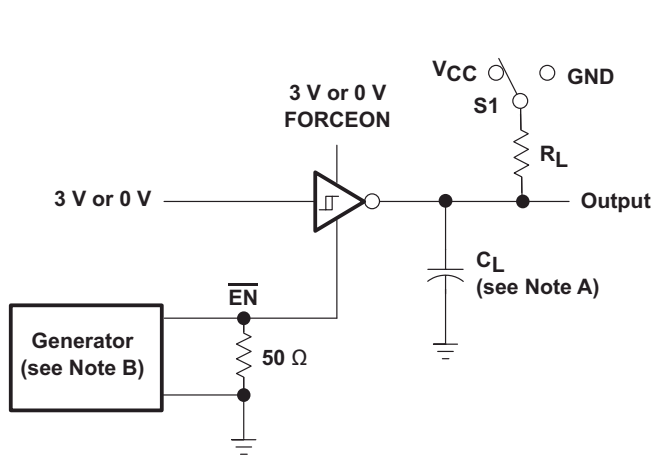 VCC
GND
S1
3 V or 0 V
FORCEON
RL
3 V or 0 V
Output
CL
(see Note A)
EN
Generator
(see Note B)
50 Ω